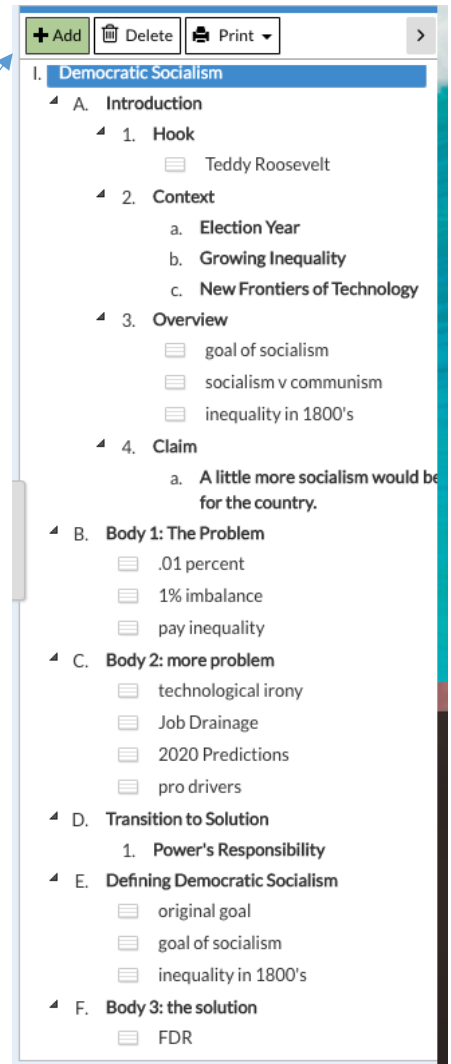 + Add Delete Print >
I. Democratic Socialism
A. Introduction
1. Hook
Teddy Roosevelt
2. Context
a. Election Year
b. Growing Inequality
c. New Frontiers of Technology
3. Overview
goal of socialism
socialism v communism
inequality in 1800's
4. Claim
a. A little more socialism would be
for the country.
B. Body 1: The Problem
.01 percent
1% imbalance
pay inequality
C. Body 2: more problem
technological irony
Job Drainage
2020 Predictions
pro drivers
D. Transition to Solution
1. Power's Responsibility
E. Defining Democratic Socialism
original goal
goal of socialism
inequality in 1800's
F. Body 3: the solution
FDR